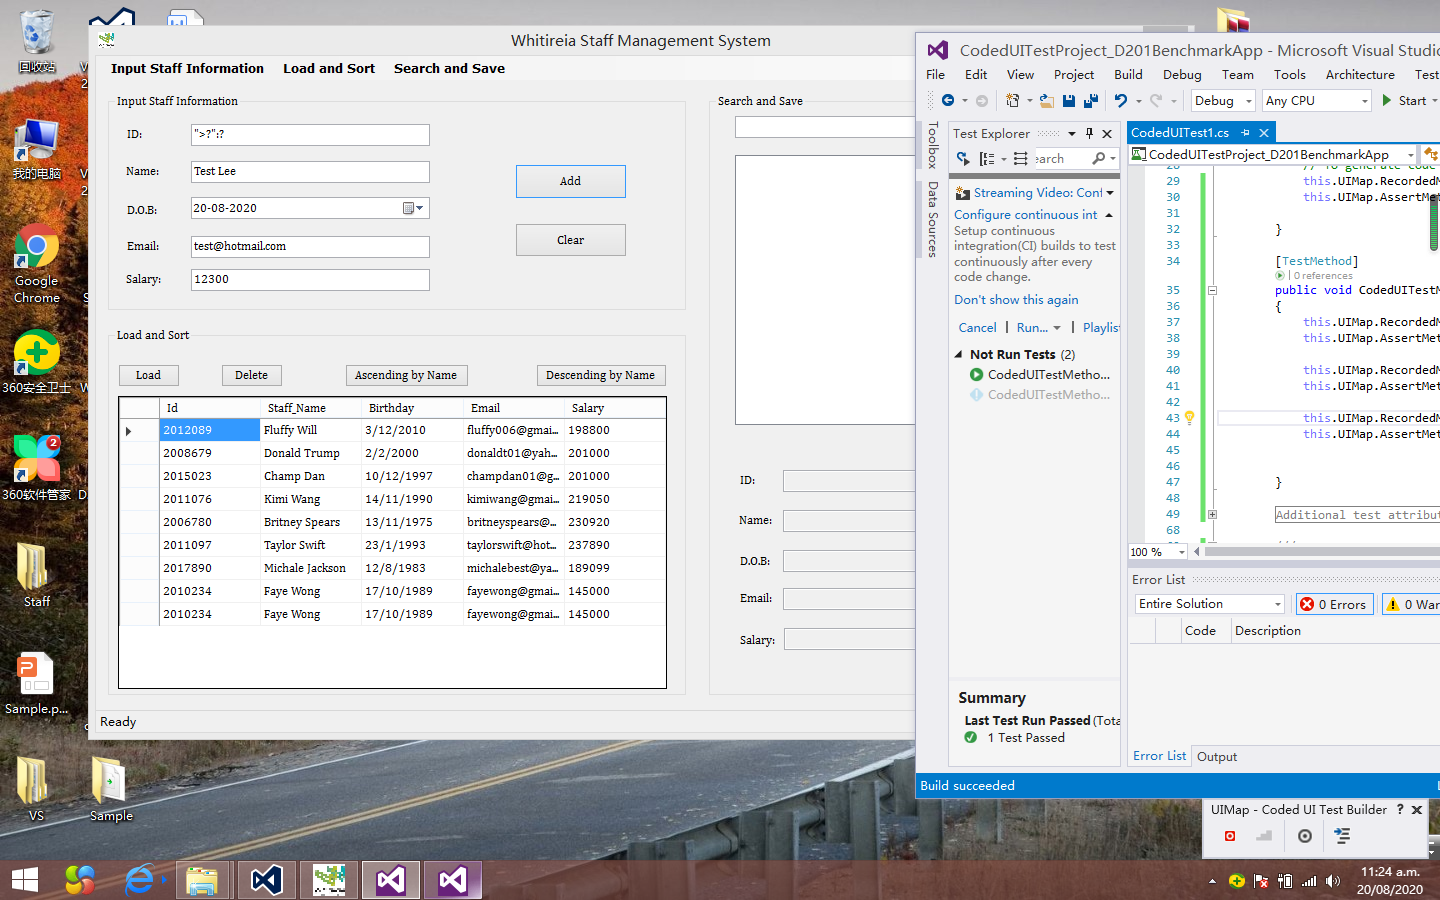 回收站
我的电脑
Google
Chrome
360安全卫士
2
360软件管家
Staff
Sample.p...
VS
Sample
Whitireia Staff Management System
Input Staff Information
Load and Sort
Search and Save
Input Staff Information
ID:
">?":?
Name:
Test Lee
D.O.B:
20-08-2020
Email:
test@hotmail.com
Salary:
12300
Add
Clear
Load and Sort
Load
Delete
Ascending by Name
Descending by Name
Id Staff_Name Birthday Email Salary
2012089 Fluffy Will 3/12/2010 fluffy006@gmai... 198800
2008679 Donald Trump 2/2/2000 donaldt01@yah... 201000
2015023 Champ Dan 10/12/1997 champdan01@g... 201000
2011076 Kimi Wang 14/11/1990 kimiwang@gmai... 219050
2006780 Britney Spears 13/11/1975 britneyspears@... 230920
2011097 Taylor Swift 23/1/1993 taylorswift@hot... 237890
2017890 Michale Jackson 12/8/1983 michalebest@ya... 189099
2010234 Faye Wong 17/10/1989 fayewong@gmai... 145000
2010234 Faye Wong 17/10/1989 fayewong@gmai... 145000
Ready
Search and Save
ID:
Name:
D.O.B:
Email:
Salary:
CodedUITestProject_D201BenchmarkApp - Microsoft Visual Studio
File Edit View Project Build Debug Team Tools Architecture Test
Debug
Any CPU
Start
Toolbox
Data Sources
Test Explorer
earch
Streaming Video: Conf
Configure continuous int
Setup continuous
integration(CI) builds to test
continuously after every
code change.
Don't show this again
Cancel | Run... | Playlis
Not Run Tests (2)
CodedUITestMetho...
CodedUITestMetho...
Summary
Last Test Run Passed (Tota
1 Test Passed
CodedUITest1.cs
CodedUITestProject_D201BenchmarkApp
28 // To generate code
29 this.UIMap.RecordedM
30 this.UIMap.AssertMet
31
32 }
33
34 [TestMethod]
0 references
35 public void CodedUITestM
36 {
37 this.UIMap.RecordedM
38 this.UIMap.AssertMet
39
40 this.UIMap.RecordedM
41 this.UIMap.AssertMet
42
43 this.UIMap.RecordedM
44 this.UIMap.AssertMet
45
46
47 }
48
49 Additional test attribut
68
100 %
Error List
Entire Solution
0 Errors
0 War
Code Description
Error List Output
Build succeeded
UIMap - Coded UI Test Builder ?
11:24 a.m.
20/08/2020